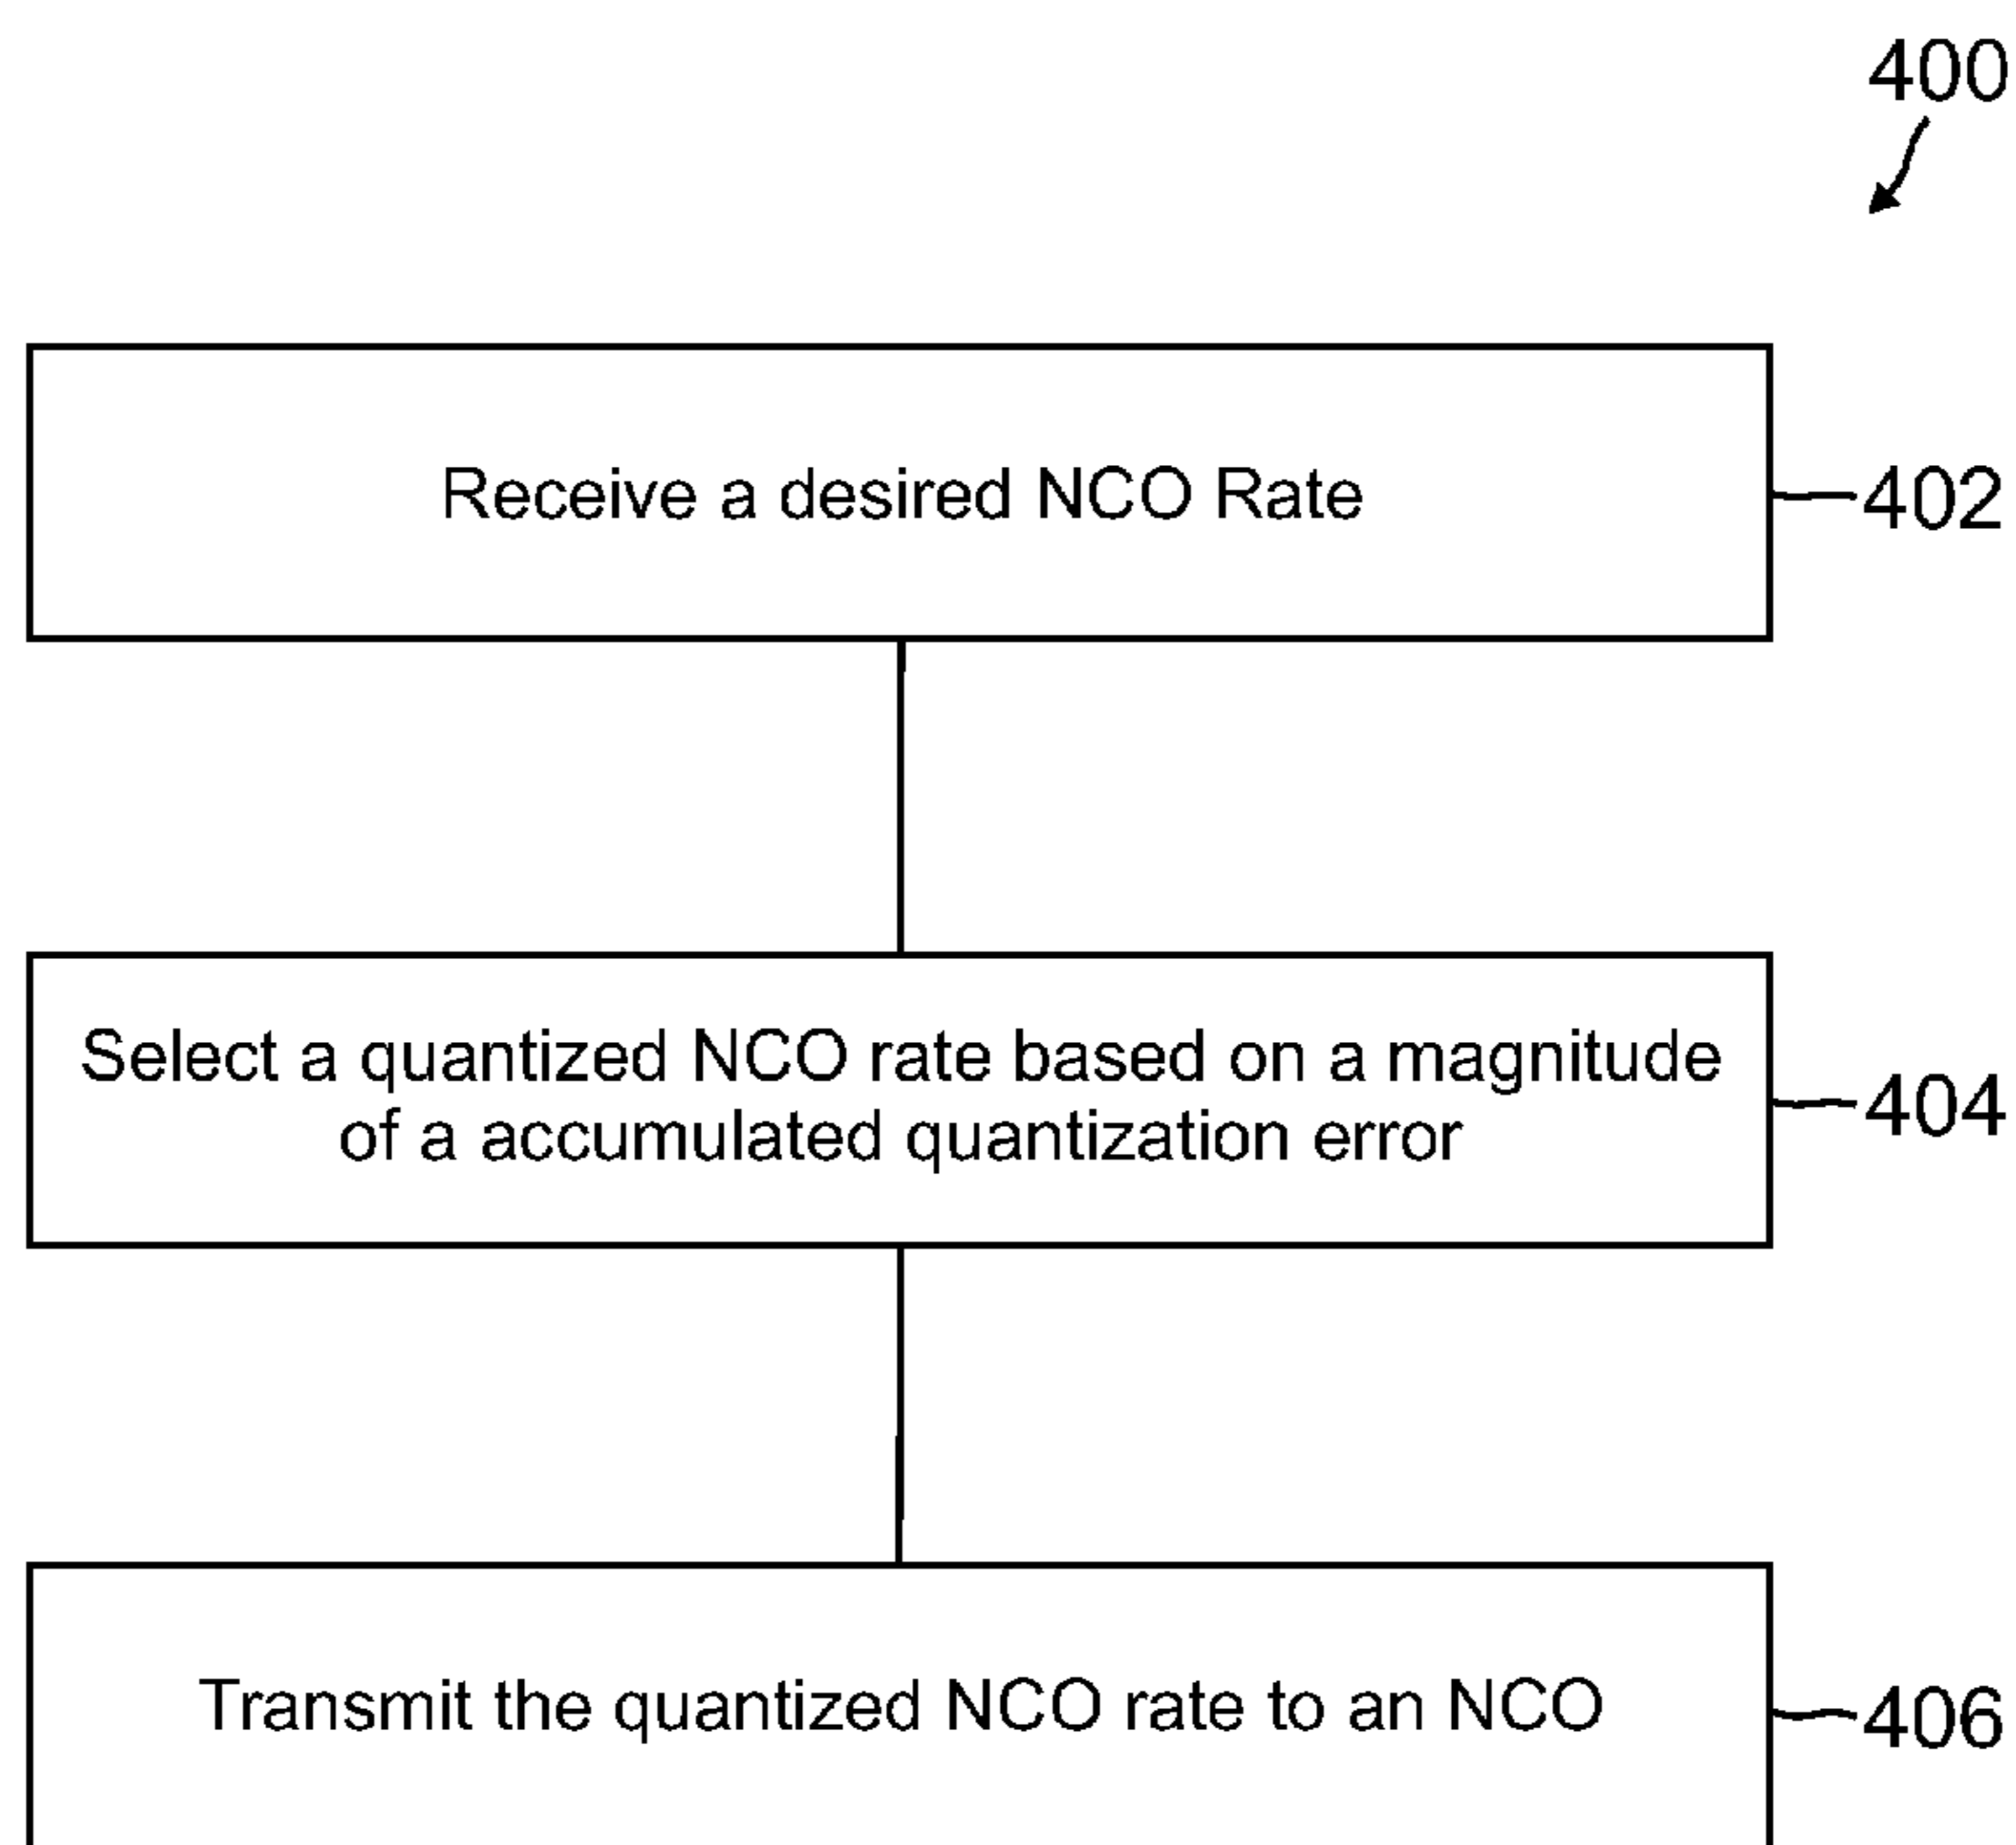 400
Receive a desired NCO Rate
402
Select a quantized NCO rate based on a magnitude
of a accumulated quantization error
404
Transmit the quantized NCO rate to an NCO
406